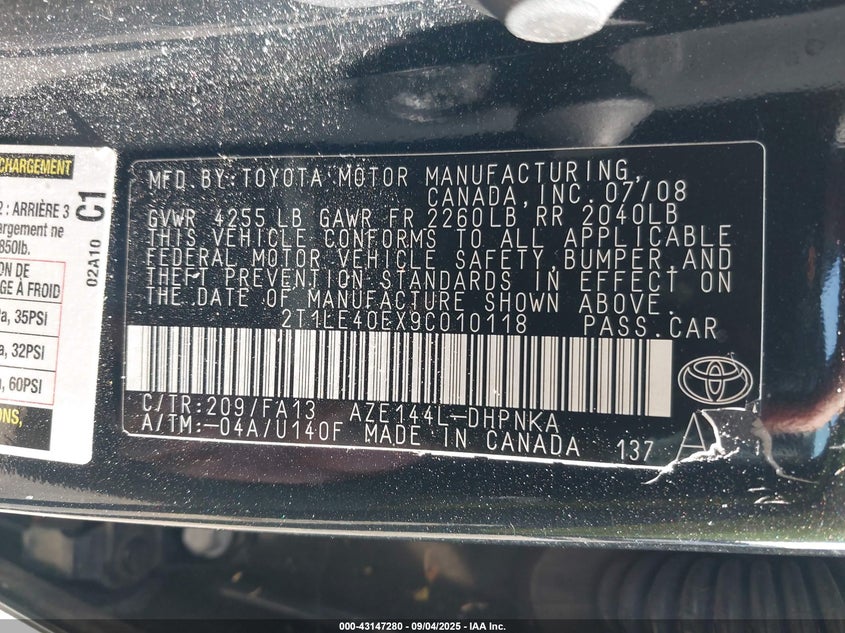 CHARGEMENT
2 : ARRIÈRE 3
argement ne
850lb.
C1
02A10
ON DE
GE À FROID
a, 35PSI
a, 32PSI
, 60PSI
ONS,
MFD.BY:TOYOTA MOTOR MANUFACTURING,
CANADA,INC.07/08
GVWR 4255 LB GAWR FR 2260LB RR 2040LB
THIS VEHICLE CONFORMS TO ALL APPLICABLE
FEDERAL MOTOR VEHICLE SAFETY,BUMPER,AND
THEFT PREVENTION STANDARDS IN EFFECT ON
THE DATE OF MANUFACTURE SHOWN ABOVE.
2T1LE40EX9C010118 PASS.CAR
C/TR:209/FA13 AZE144L-DHPNKA
A/TM:-04A/U140F MADE IN CANADA 137 A
000-43147280 - 09/04/2025 - IAA Inc.